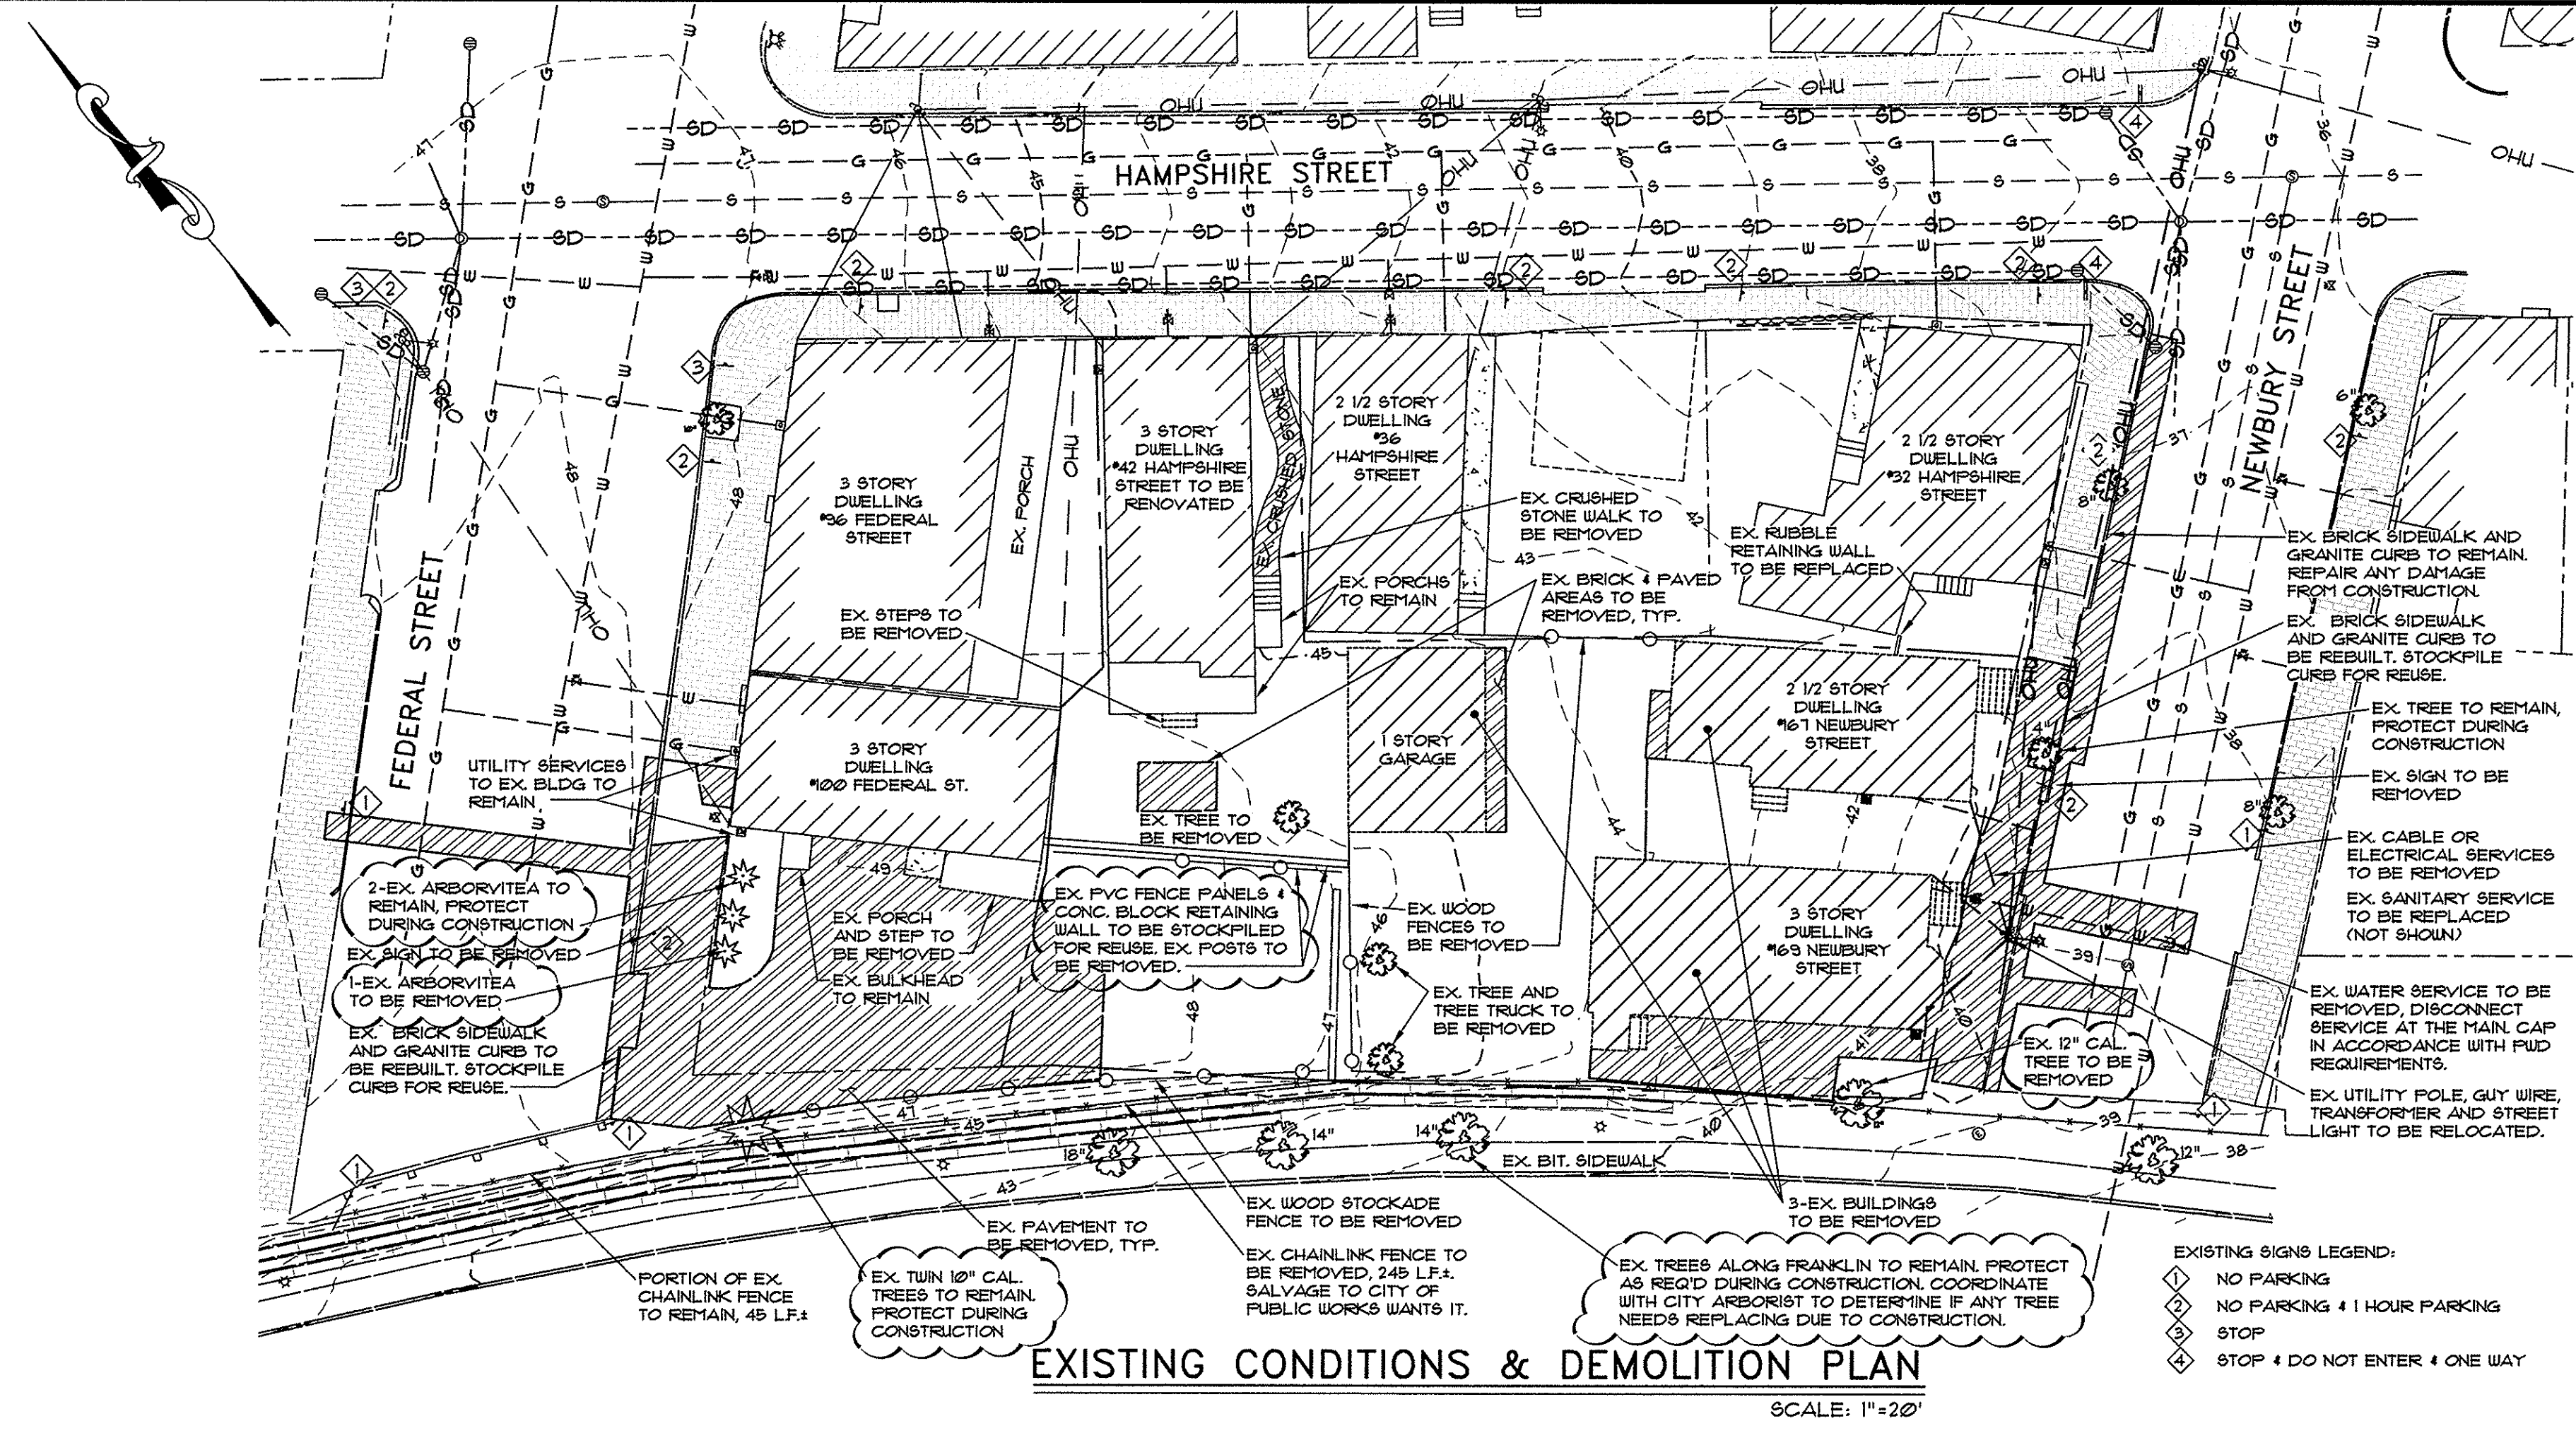 HAMPSHIRE STREET
FEDERAL STREET
NEWBURY STREET
3 STORY
DWELLING
#96 FEDERAL
STREET
EX. PORCH
OHU
3 STORY
DWELLING
#42 HAMPSHIRE
STREET TO BE
RENOVATED
EX. CRUSHED STONE
2 1/2 STORY
DWELLING
#36
HAMPSHIRE
STREET
2 1/2 STORY
DWELLING
#32 HAMPSHIRE
STREET
EX. CRUSHED
STONE WALK TO
BE REMOVED
EX. RUBBLE
RETAINING WALL
TO BE REPLACED
EX. PORCHS
TO REMAIN
EX. BRICK & PAVED
AREAS TO BE
REMOVED, TYP.
EX. STEPS TO
BE REMOVED
EX. BRICK SIDEWALK AND
GRANITE CURB TO REMAIN.
REPAIR ANY DAMAGE
FROM CONSTRUCTION.
EX. BRICK SIDEWALK
AND GRANITE CURB TO
BE REBUILT. STOCKPILE
CURB FOR REUSE.
EX. TREE TO REMAIN,
PROTECT DURING
CONSTRUCTION
EX. SIGN TO BE
REMOVED
EX. CABLE OR
ELECTRICAL SERVICES
TO BE REMOVED
EX. SANITARY SERVICE
TO BE REPLACED
(NOT SHOWN)
EX. WATER SERVICE TO BE
REMOVED, DISCONNECT
SERVICE AT THE MAIN. CAP
IN ACCORDANCE WITH PWD
REQUIREMENTS.
EX. UTILITY POLE, GUY WIRE,
TRANSFORMER AND STREET
LIGHT TO BE RELOCATED.
UTILITY SERVICES
TO EX. BLDG TO
REMAIN
3 STORY
DWELLING
#100 FEDERAL ST.
1 STORY
GARAGE
2 1/2 STORY
DWELLING
#167 NEWBURY
STREET
3 STORY
DWELLING
#169 NEWBURY
STREET
EX. TREE TO
BE REMOVED
2-EX. ARBORVITEA TO
REMAIN, PROTECT
DURING CONSTRUCTION
EX. SIGN TO BE REMOVED
1-EX. ARBORVITEA
TO BE REMOVED
EX. BRICK SIDEWALK
AND GRANITE CURB TO
BE REBUILT. STOCKPILE
CURB FOR REUSE.
EX. PORCH
AND STEP TO
BE REMOVED
EX. BULKHEAD
TO REMAIN
EX. PVC FENCE PANELS &
CONC. BLOCK RETAINING
WALL TO BE STOCKPILED
FOR REUSE. EX. POSTS TO
BE REMOVED.
EX. WOOD
FENCES TO
BE REMOVED
EX. TREE AND
TREE TRUCK TO
BE REMOVED
EX. 12" CAL.
TREE TO BE
REMOVED
18"
14"
14"
12"
EX. BIT. SIDEWALK
PORTION OF EX.
CHAINLINK FENCE
TO REMAIN, 45 L.F.±
EX. PAVEMENT TO
BE REMOVED, TYP.
EX. TWIN 10" CAL.
TREES TO REMAIN.
PROTECT DURING
CONSTRUCTION
EX. WOOD STOCKADE
FENCE TO BE REMOVED
EX. CHAINLINK FENCE TO
BE REMOVED, 245 L.F.±.
SALVAGE TO CITY OF
PUBLIC WORKS WANTS IT.
3-EX. BUILDINGS
TO BE REMOVED
EX. TREES ALONG FRANKLIN TO REMAIN. PROTECT
AS REQ'D DURING CONSTRUCTION. COORDINATE
WITH CITY ARBORIST TO DETERMINE IF ANY TREE
NEEDS REPLACING DUE TO CONSTRUCTION.
EXISTING SIGNS LEGEND:
1 NO PARKING
2 NO PARKING & 1 HOUR PARKING
3 STOP
4 STOP & DO NOT ENTER & ONE WAY
EXISTING CONDITIONS & DEMOLITION PLAN
SCALE: 1"=20'